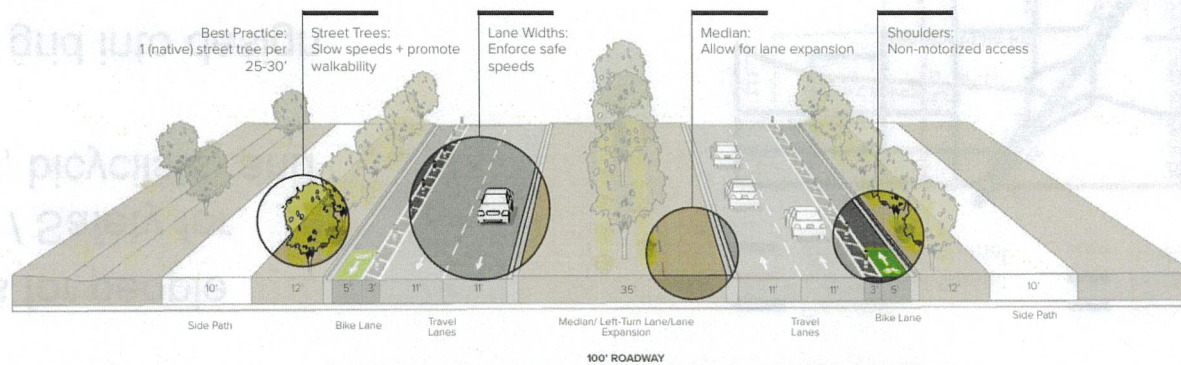 Best Practice:
1 (native) street tree per
25-30'
Street Trees:
Slow speeds + promote
walkability
Lane Widths:
Enforce safe
speeds
Median:
Allow for lane expansion
Shoulders:
Non-motorized access
10'
12'
5'
3'
11'
11'
35'
11'
11'
3'
5'
12'
10'
Side Path
Bike Lane
Travel
Lanes
Median/ Left-Turn Lane/Lane
Expansion
Travel
Lanes
Bike Lane
Side Path
100' ROADWAY